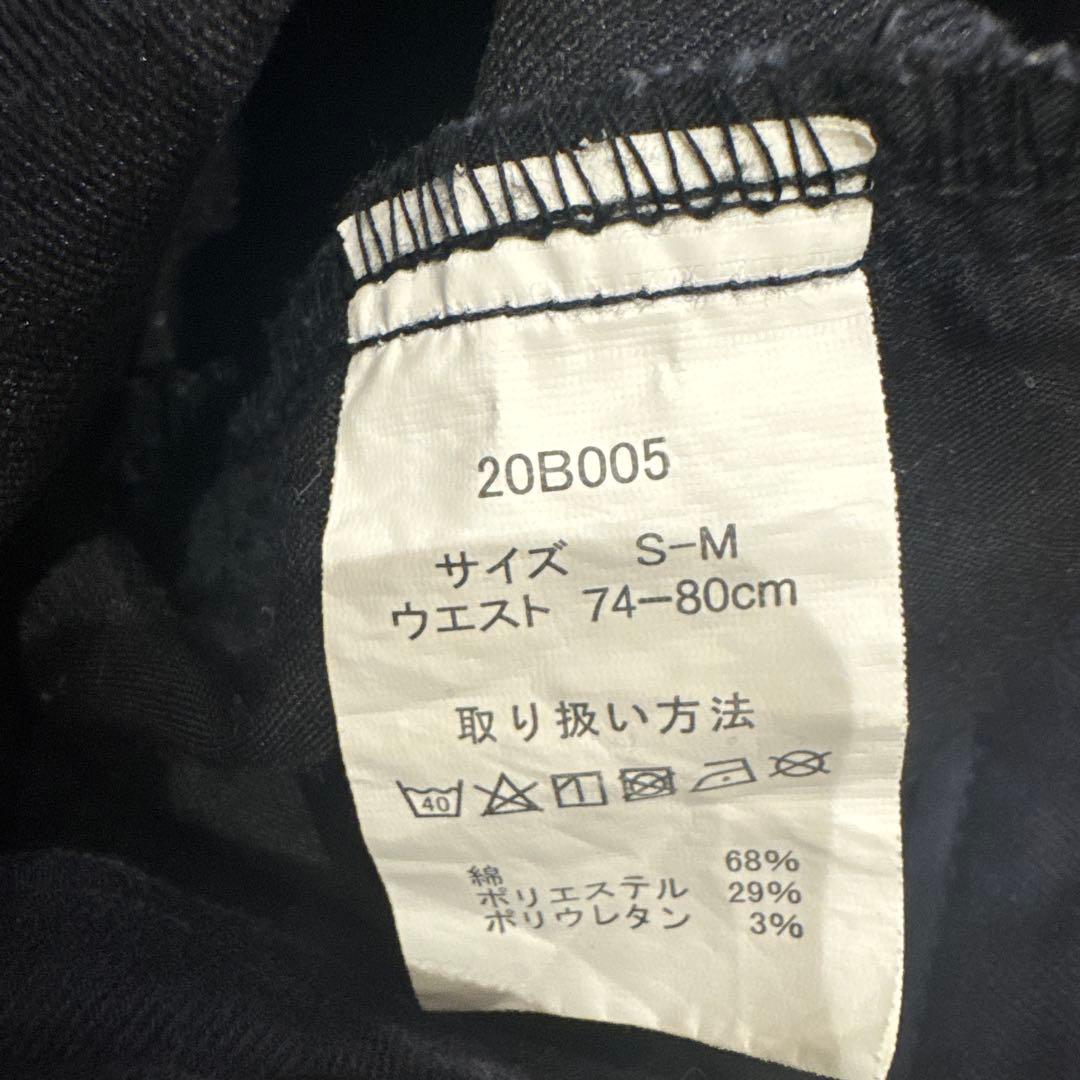 20B005
サイズ S-M
ウエスト 74-80cm
取り扱い方法
40
綿 68%
ポリエステル 29%
ポリウレタン 3%